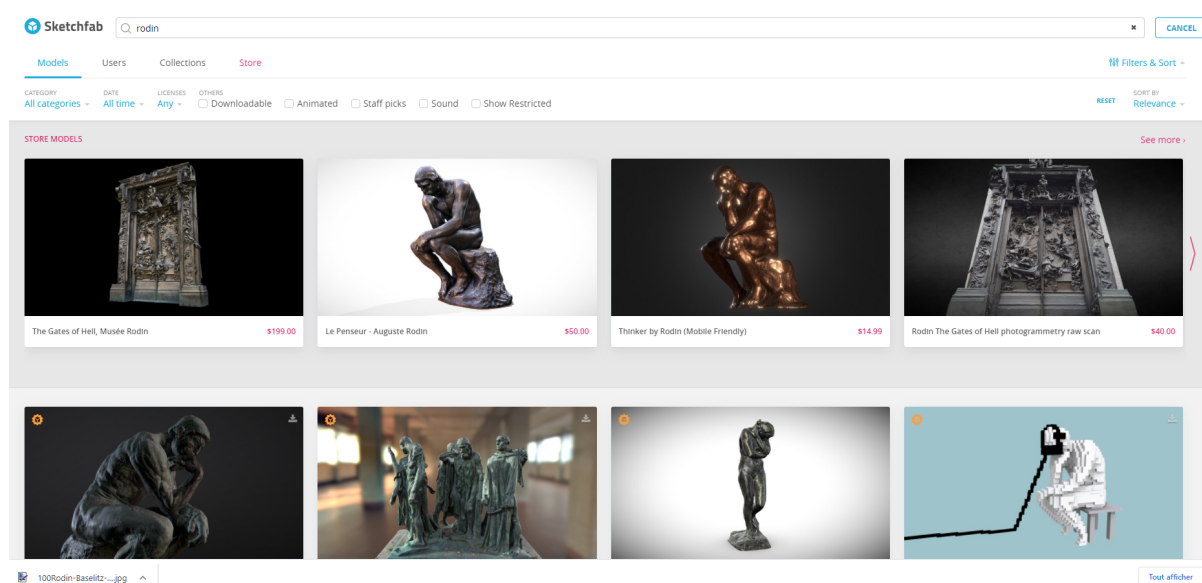 Sketchfab
rodin
CANCEL
Models Users Collections Store
Filters & Sort
CATEGORY DATE LICENSES OTHERS
All categories All time Any Downloadable Animated Staff picks Sound Show Restricted
RESET
SORT BY
Relevance
STORE MODELS
See more ›
The Gates of Hell, Musée Rodin $199.00
Le Penseur - Auguste Rodin $50.00
Thinker by Rodin (Mobile Friendly) $14.99
Rodin The Gates of Hell photogrammetry raw scan $40.00
100Rodin-Baselitz-....jpg
Tout afficher